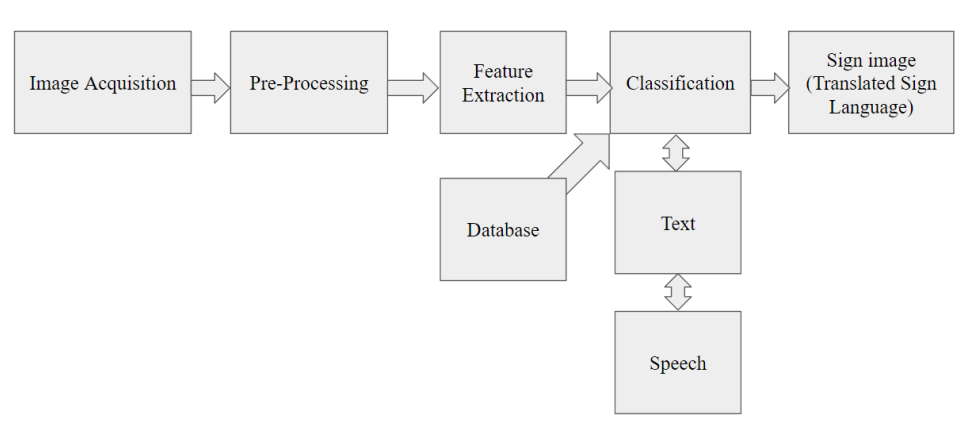 Image Acquisition
Pre-Processing
Feature
Extraction
Classification
Sign image
(Translated Sign
Language)
Database
Text
Speech